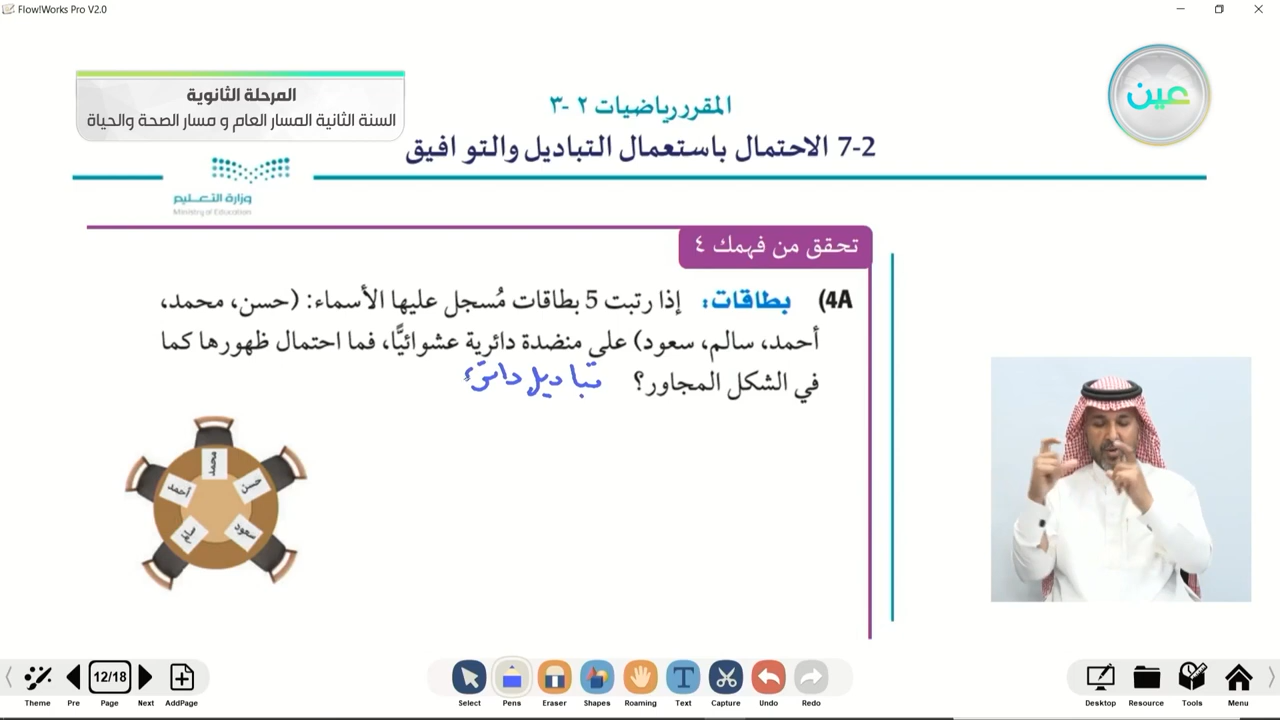 Flow!Works Pro V2.0
عين
المرحلة الثانوية
السنة الثانية المسار العام و مسار الصحة والحياة
المقرر رياضيات ٢ -٣
7-2 الاحتمال باستعمال التباديل والتوافيق
وزارة التعليم
Ministry of Education
تحقق من فهمك ٤
4A) بطاقات: إذا رتبت 5 بطاقات مُسجل عليها الأسماء: (حسن، محمد،
أحمد، سالم، سعود) على منضدة دائرية عشوائيًّا، فما احتمال ظهورها كما
في الشكل المجاور؟ تباديل دائرية
محمد
حسن
أحمد
سالم
سعود
12/18
Theme Pre Page Next AddPage Select Pens Eraser Shapes Roaming Text Capture Undo Redo Desktop Resource Tools Menu